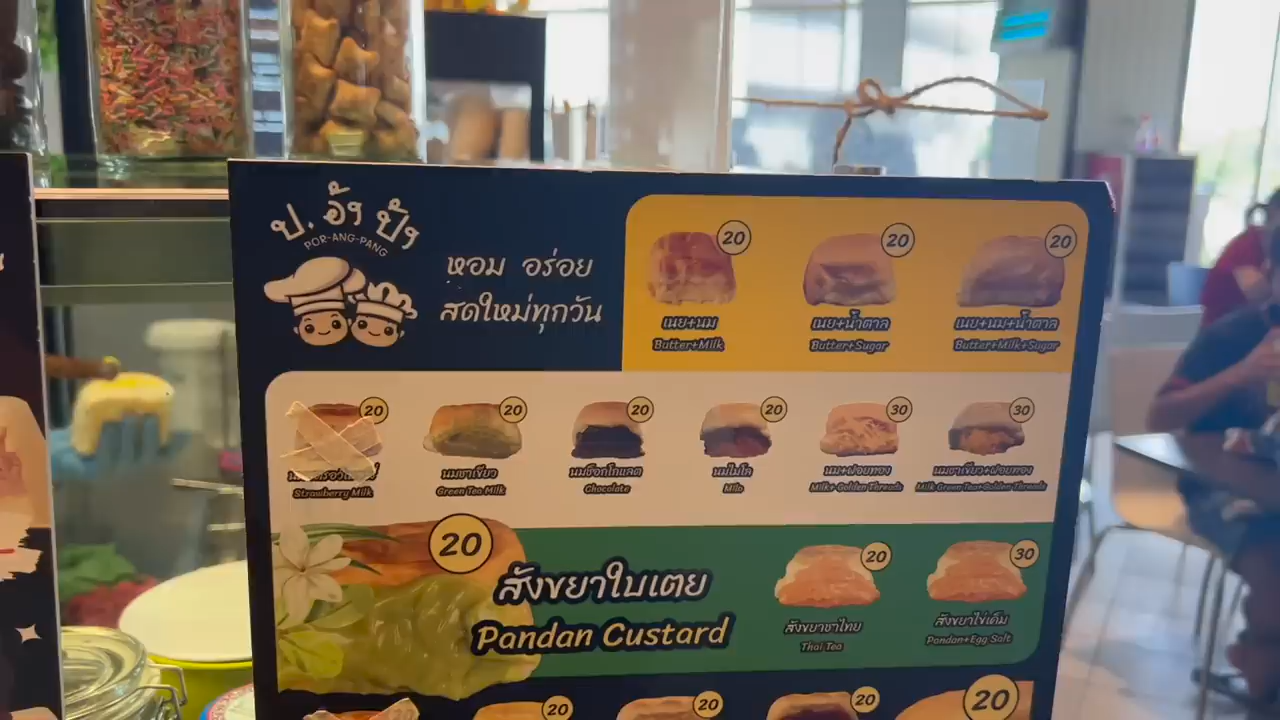 ป. อ้ำ ปัง
POR-ANG-PANG
หอม อร่อย
สดใหม่ทุกวัน
20
20
20
เนย+นม
Butter+Milk
เนย+น้ำตาล
Butter+Sugar
เนย+นม+น้ำตาล
Butter+Milk+Sugar
20
20
20
20
30
30
Strawberry Milk
นมชาเขียว
Green Tea Milk
นมช็อกโกแลต
Chocolate
นมไมโล
Milo
นม+ฝอยทอง
Milk+Golden Threads
นมชาเขียว+ฝอยทอง
Milk Green Tea+Golden Threads
20
สังขยาใบเตย
Pandan Custard
20
สังขยาชาไทย
Thai Tea
30
สังขยาไข่เค็ม
Pandan+Egg Salt
20
20
20
20